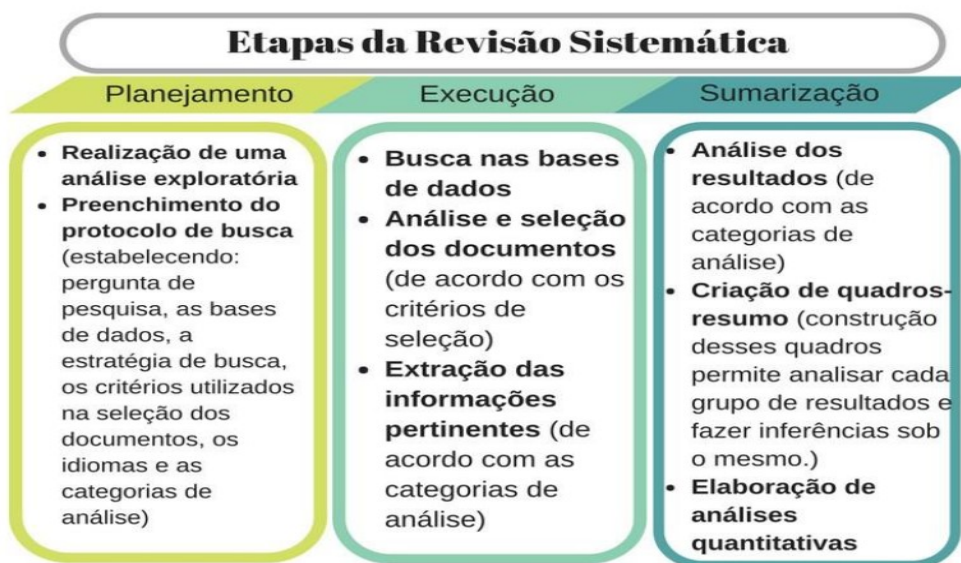 Etapas da Revisão Sistemática
Planejamento
Execução
Sumarização
• Realização de uma
análise exploratória
• Preenchimento do
protocolo de busca
(estabelecendo:
pergunta de
pesquisa, as bases
de dados, a
estratégia de busca,
os critérios utilizados
na seleção dos
documentos, os
idiomas e as
categorias de
análise)
• Busca nas bases
de dados
• Análise e seleção
dos documentos
(de acordo com os
critérios de
seleção)
• Extração das
informações
pertinentes (de
acordo com as
categorias de
análise)
• Análise dos
resultados (de
acordo com as
categorias de
análise)
• Criação de quadros-
resumo (construção
desses quadros
permite analisar cada
grupo de resultados e
fazer inferências sob
o mesmo.)
• Elaboração de
análises
quantitativas